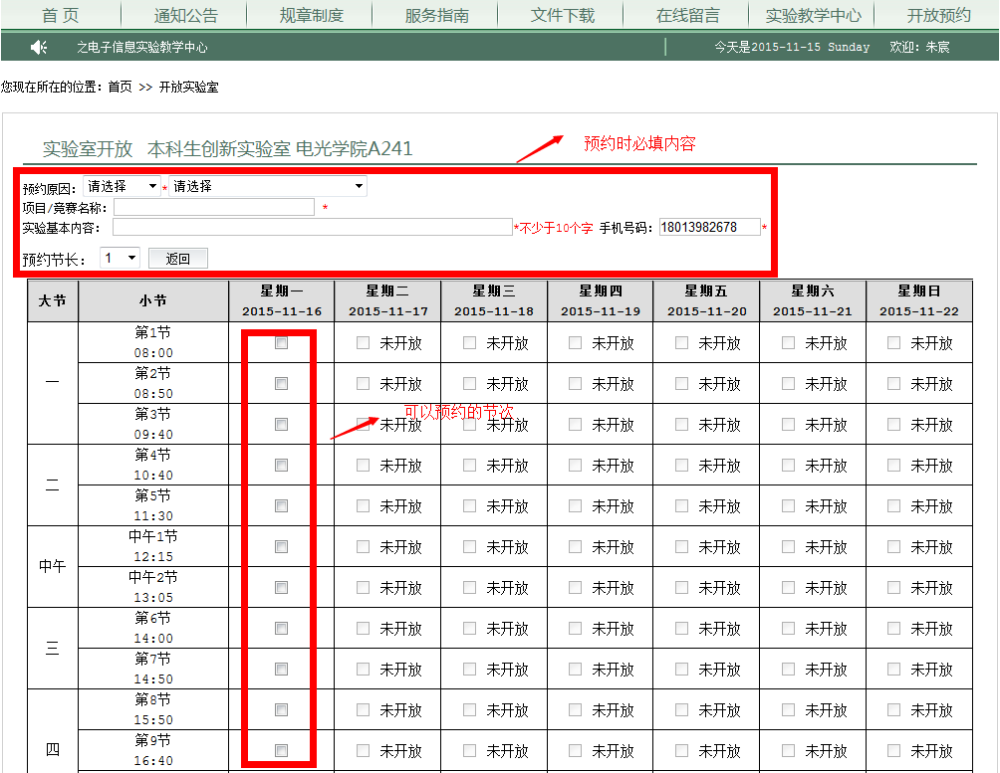 首 页 通知公告 规章制度 服务指南 文件下载 在线留言 实验教学中心 开放预约
之电子信息实验教学中心 今天是2015-11-15 Sunday 欢迎: 朱宸
您现在所在的位置: 首页 >> 开放实验室
实验室开放 本科生创新实验室 电光学院A241
预约时必填内容
预约原因: 请选择 * 请选择
项目/竞赛名称: *
实验基本内容: *不少于10个字 手机号码: 18013982678 *
预约节长: 1 返回
大节 小节 星期一 星期二 星期三 星期四 星期五 星期六 星期日
2015-11-16 2015-11-17 2015-11-18 2015-11-19 2015-11-20 2015-11-21 2015-11-22
一
第1节
08:00
未开放 未开放 未开放 未开放 未开放 未开放
第2节
08:50
未开放 未开放 未开放 未开放 未开放 未开放
可以预约的节次
第3节
09:40
未开放 未开放 未开放 未开放 未开放 未开放
二
第4节
10:40
未开放 未开放 未开放 未开放 未开放 未开放
第5节
11:30
未开放 未开放 未开放 未开放 未开放 未开放
中午
中午1节
12:15
未开放 未开放 未开放 未开放 未开放 未开放
中午2节
13:05
未开放 未开放 未开放 未开放 未开放 未开放
三
第6节
14:00
未开放 未开放 未开放 未开放 未开放 未开放
第7节
14:50
未开放 未开放 未开放 未开放 未开放 未开放
四
第8节
15:50
未开放 未开放 未开放 未开放 未开放 未开放
第9节
16:40
未开放 未开放 未开放 未开放 未开放 未开放